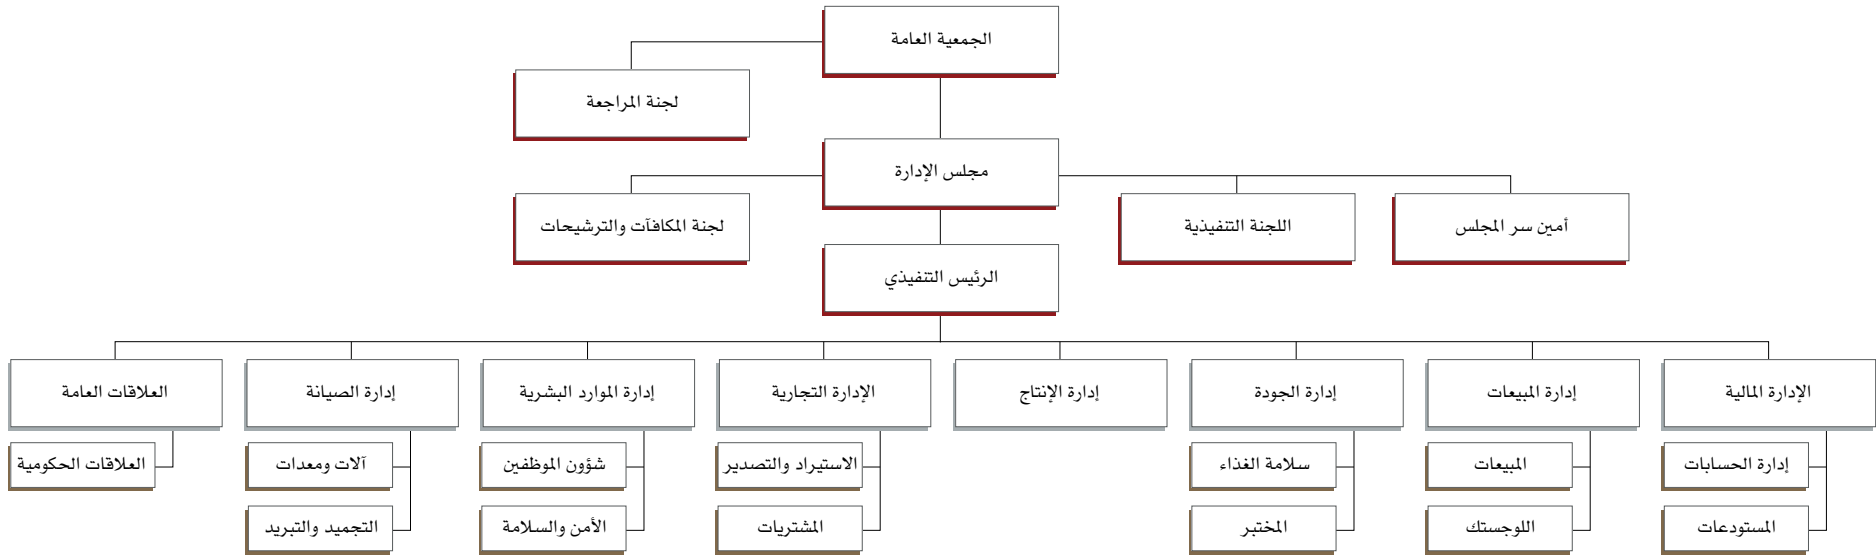 الجمعية العامة
لجنة المراجعة
مجلس الإدارة
أمين سر المجلس
اللجنة التنفيذية
لجنة المكافآت والترشيحات
الرئيس التنفيذي
الإدارة المالية
إدارة المبيعات
إدارة الجودة
إدارة الإنتاج
الإدارة التجارية
إدارة الموارد البشرية
إدارة الصيانة
العلاقات العامة
إدارة الحسابات
المبيعات
سلامة الغذاء
الاستيراد والتصدير
شؤون الموظفين
آلات ومعدات
العلاقات الحكومية
المستودعات
اللوجستك
المختبر
المشتريات
الأمن والسلامة
التجميد والتبريد